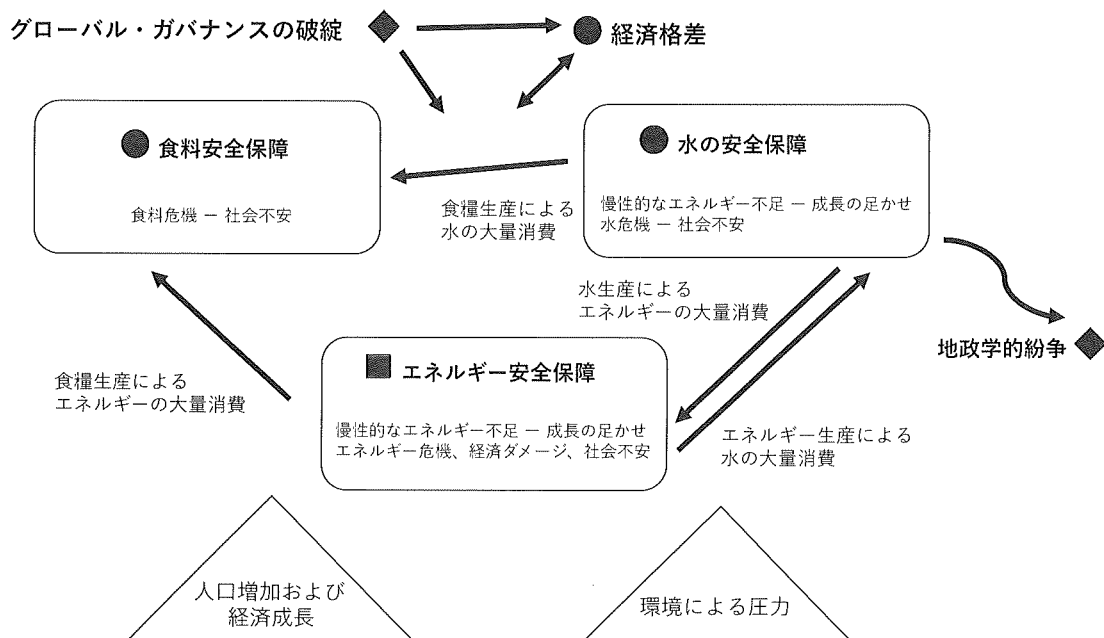 グローバル・ガバナンスの破綻
経済格差
食料安全保障
食料危機 ー 社会不安
水の安全保障
慢性的なエネルギー不足 ー 成長の足かせ
水危機 ー 社会不安
食糧生産による
水の大量消費
水生産による
エネルギーの大量消費
地政学的紛争
食糧生産による
エネルギーの大量消費
エネルギー安全保障
慢性的なエネルギー不足 ー 成長の足かせ
エネルギー危機、経済ダメージ、社会不安
エネルギー生産による
水の大量消費
人口増加および
経済成長
環境による圧力